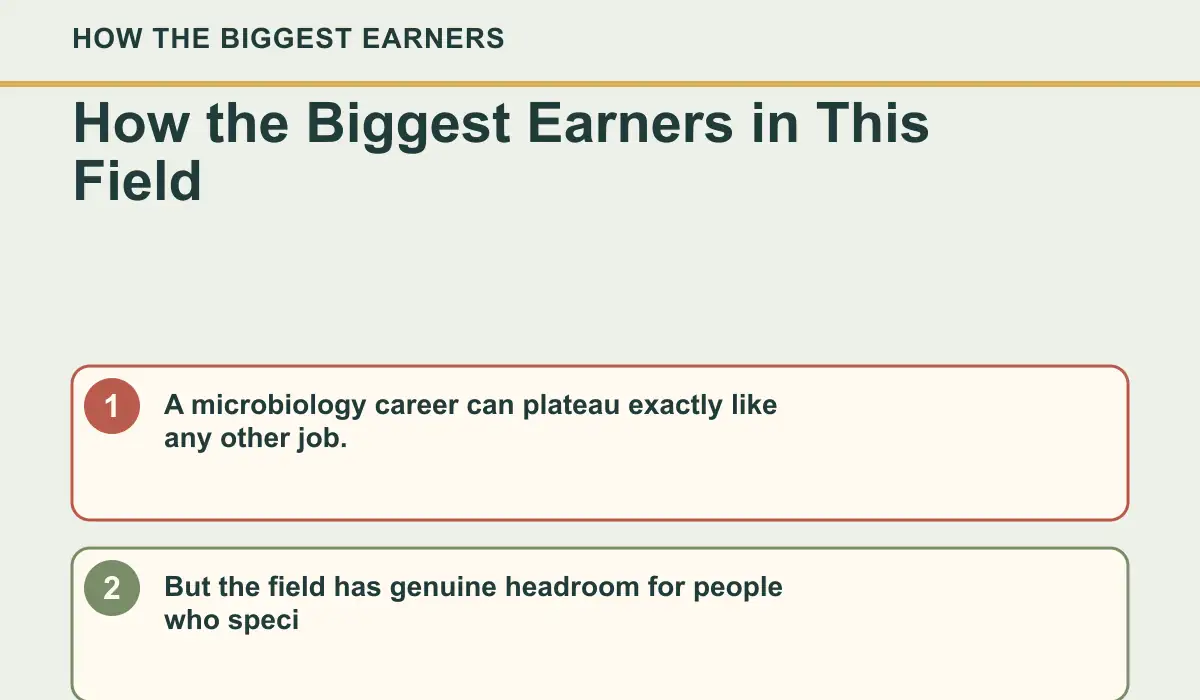 HOW THE BIGGEST EARNERS
How the Biggest Earners in This
Field
1
A microbiology career can plateau exactly like
any other job.
2
But the field has genuine headroom for people
who speci